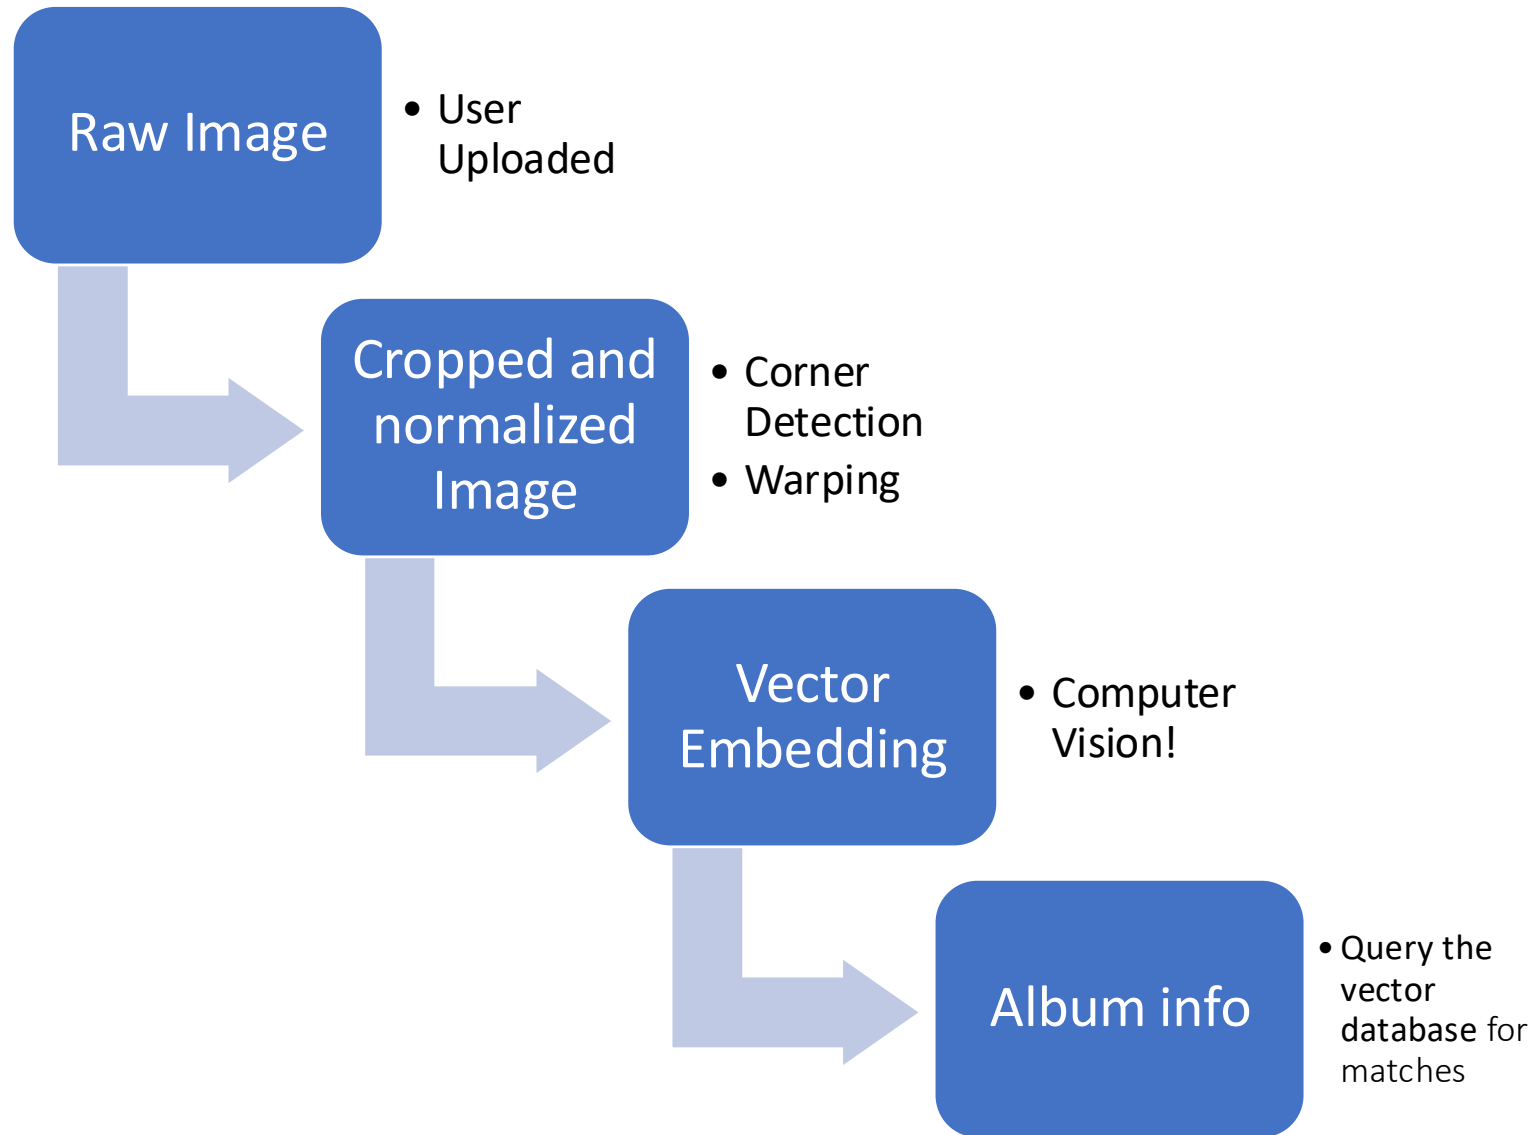 Raw Image
• User
Uploaded
Cropped and
normalized
Image
• Corner
Detection
• Warping
Vector
Embedding
• Computer
Vision!
Album info
• Query the
vector
database for
matches